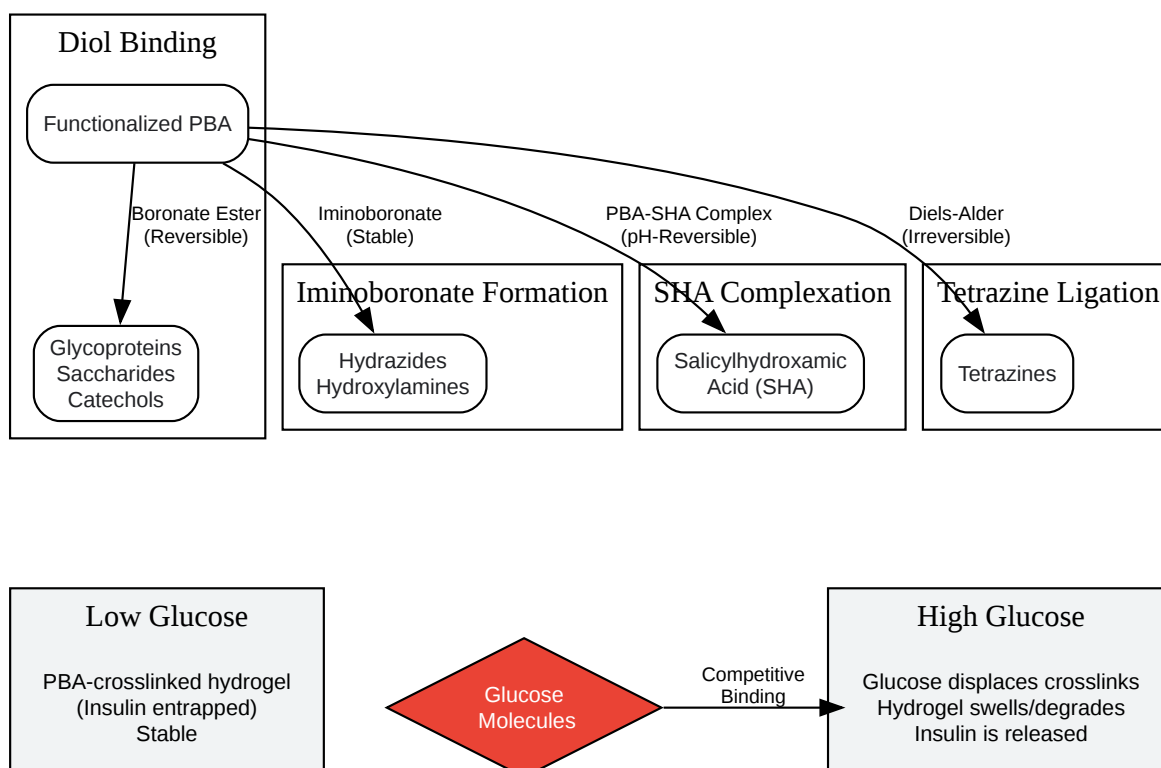 Diol Binding
Functionalized PBA
Boronate Ester
(Reversible)
Iminoboronate
(Stable)
PBA-SHA Complex
(pH-Reversible)
Diels-Alder
(Irreversible)
Glycoproteins
Saccharides
Catechols
Iminoboronate Formation
Hydrazides
Hydroxylamines
SHA Complexation
Salicylhydroxamic
Acid (SHA)
Tetrazine Ligation
Tetrazines
Low Glucose
PBA-crosslinked hydrogel
(Insulin entrapped)
Stable
Glucose
Molecules
Competitive
Binding
High Glucose
Glucose displaces crosslinks
Hydrogel swells/degrades
Insulin is released